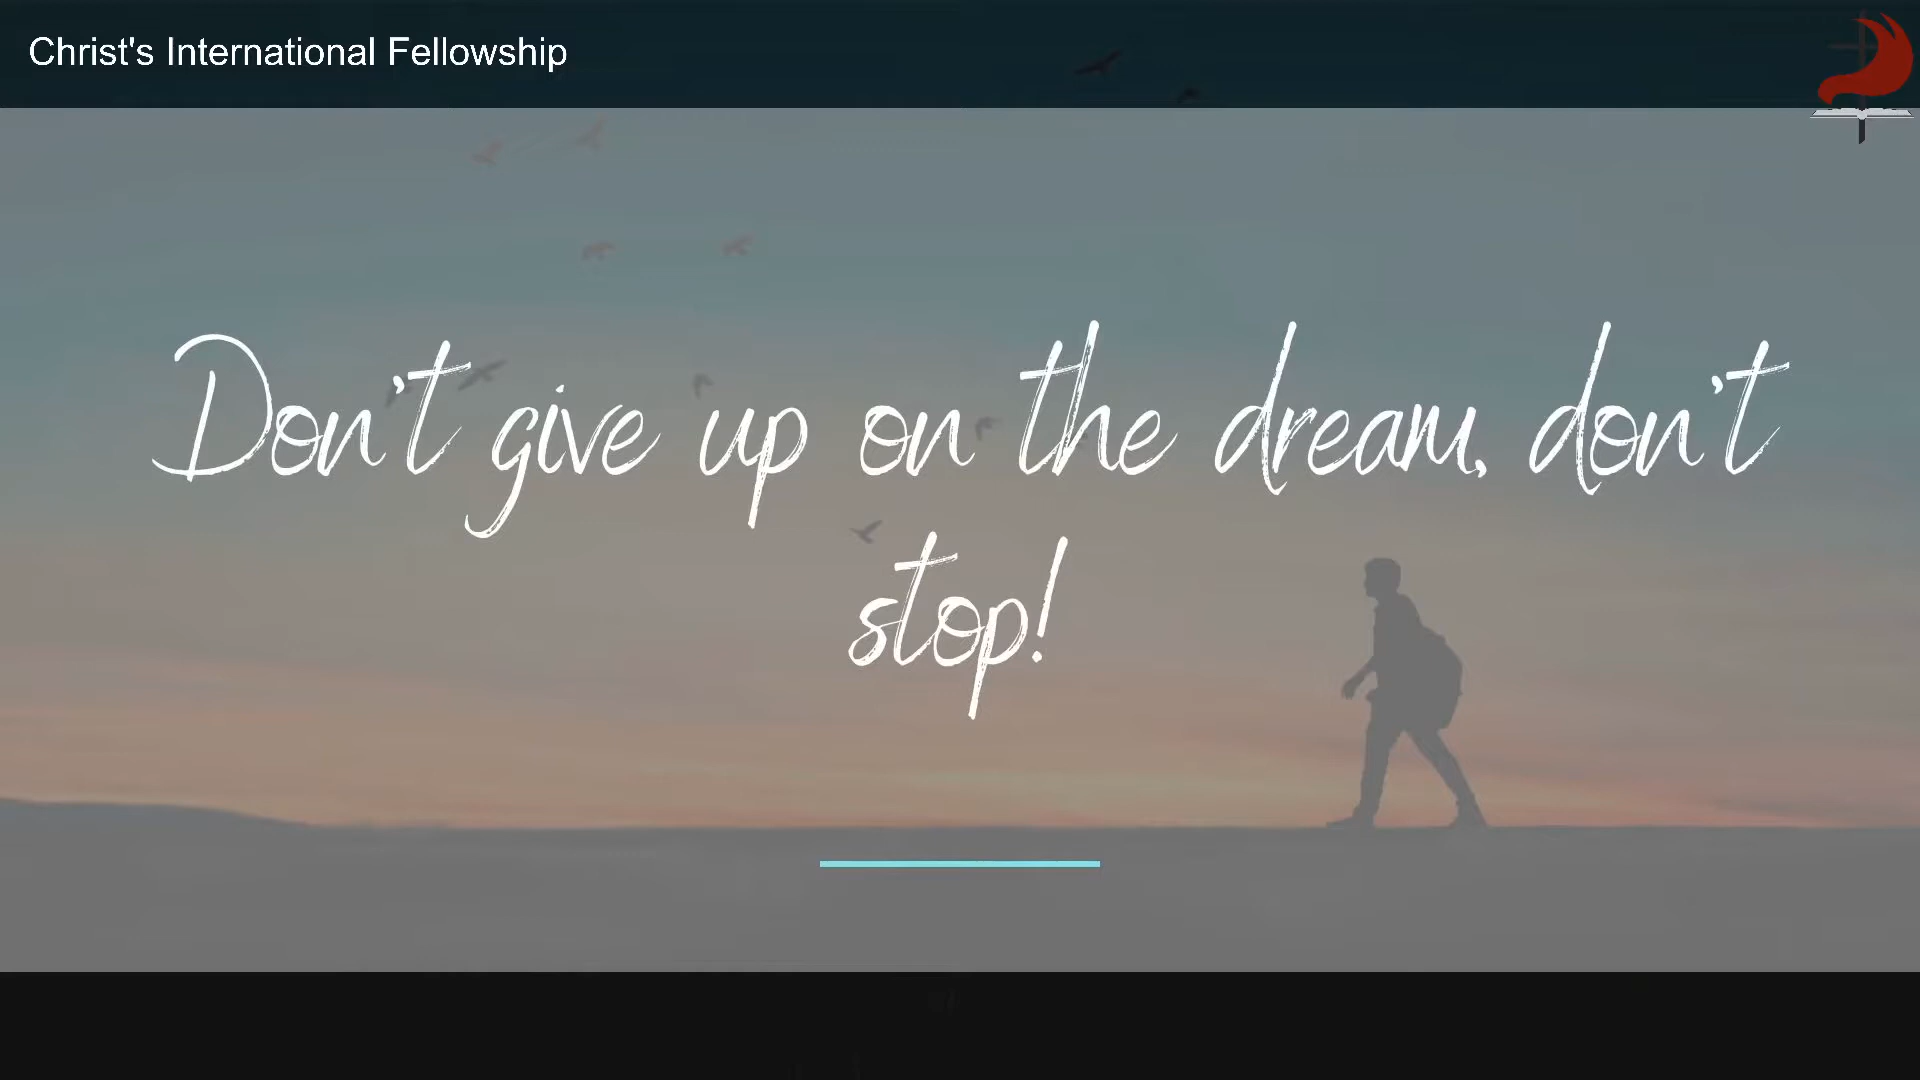 Christ's International Fellowship
Don't give up on the dream, don't
stop!